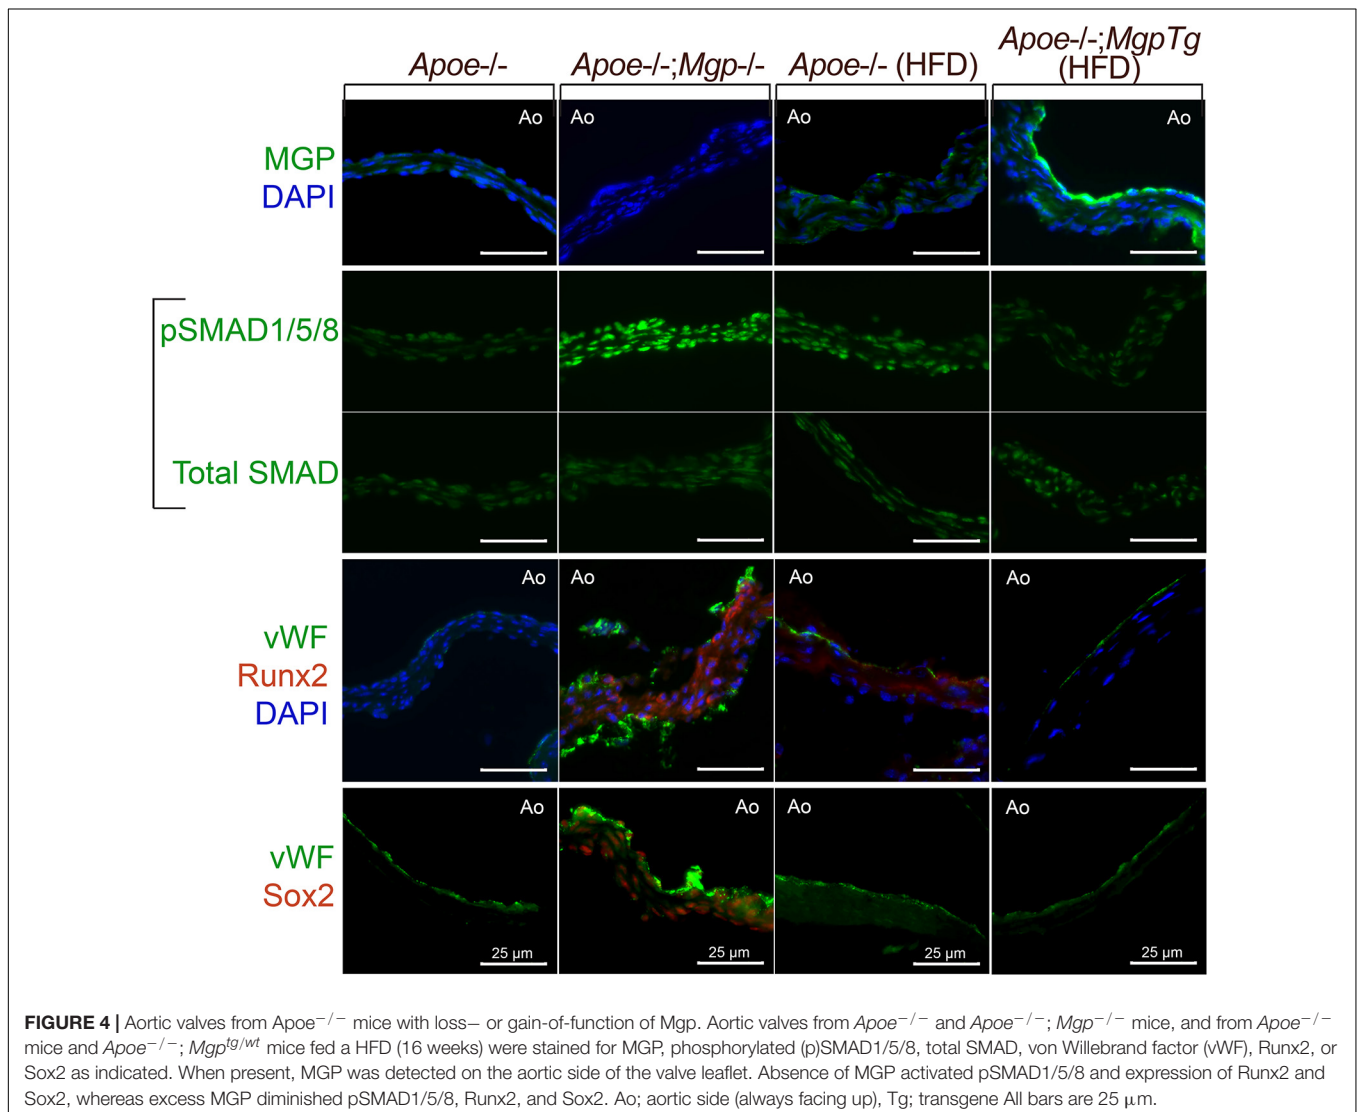 Apoe-/- Apoe-/-;Mgp-/- Apoe-/- (HFD) Apoe-/-;MgpTg
(HFD)
Ao Ao Ao Ao
MGP
DAPI
pSMAD1/5/8
Total SMAD
Ao Ao Ao Ao
vWF
Runx2
DAPI
Ao Ao Ao Ao
vWF
Sox2
25 μm 25 μm 25 μm 25 μm
FIGURE 4 | Aortic valves from Apoe−/− mice with loss− or gain-of-function of Mgp. Aortic valves from Apoe−/− and Apoe−/−; Mgp−/− mice, and from Apoe−/−
mice and Apoe−/−; Mgptg/wt mice fed a HFD (16 weeks) were stained for MGP, phosphorylated (p)SMAD1/5/8, total SMAD, von Willebrand factor (vWF), Runx2, or
Sox2 as indicated. When present, MGP was detected on the aortic side of the valve leaflet. Absence of MGP activated pSMAD1/5/8 and expression of Runx2 and
Sox2, whereas excess MGP diminished pSMAD1/5/8, Runx2, and Sox2. Ao; aortic side (always facing up), Tg; transgene All bars are 25 μm.